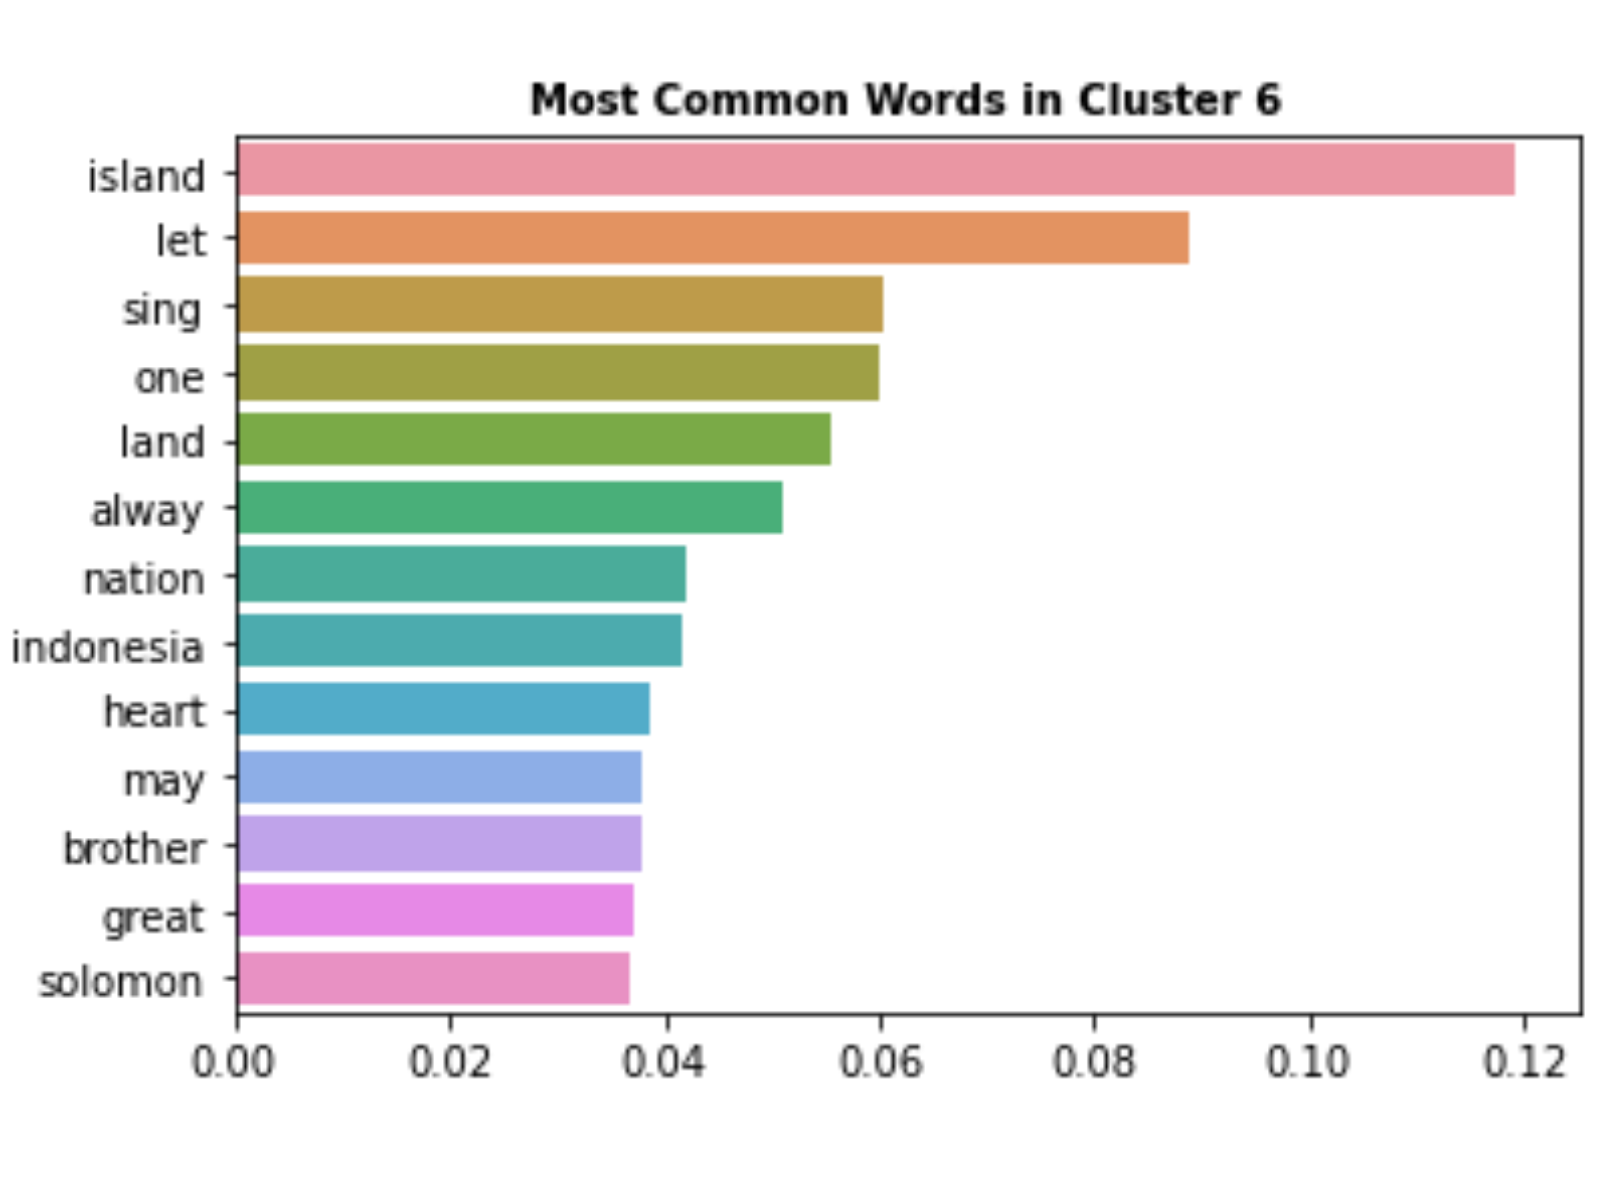 Most Common Words in Cluster 6
island
let
sing
one
land
alway
nation
indonesia
heart
may
brother
great
solomon
0.00 0.02 0.04 0.06 0.08 0.10 0.12